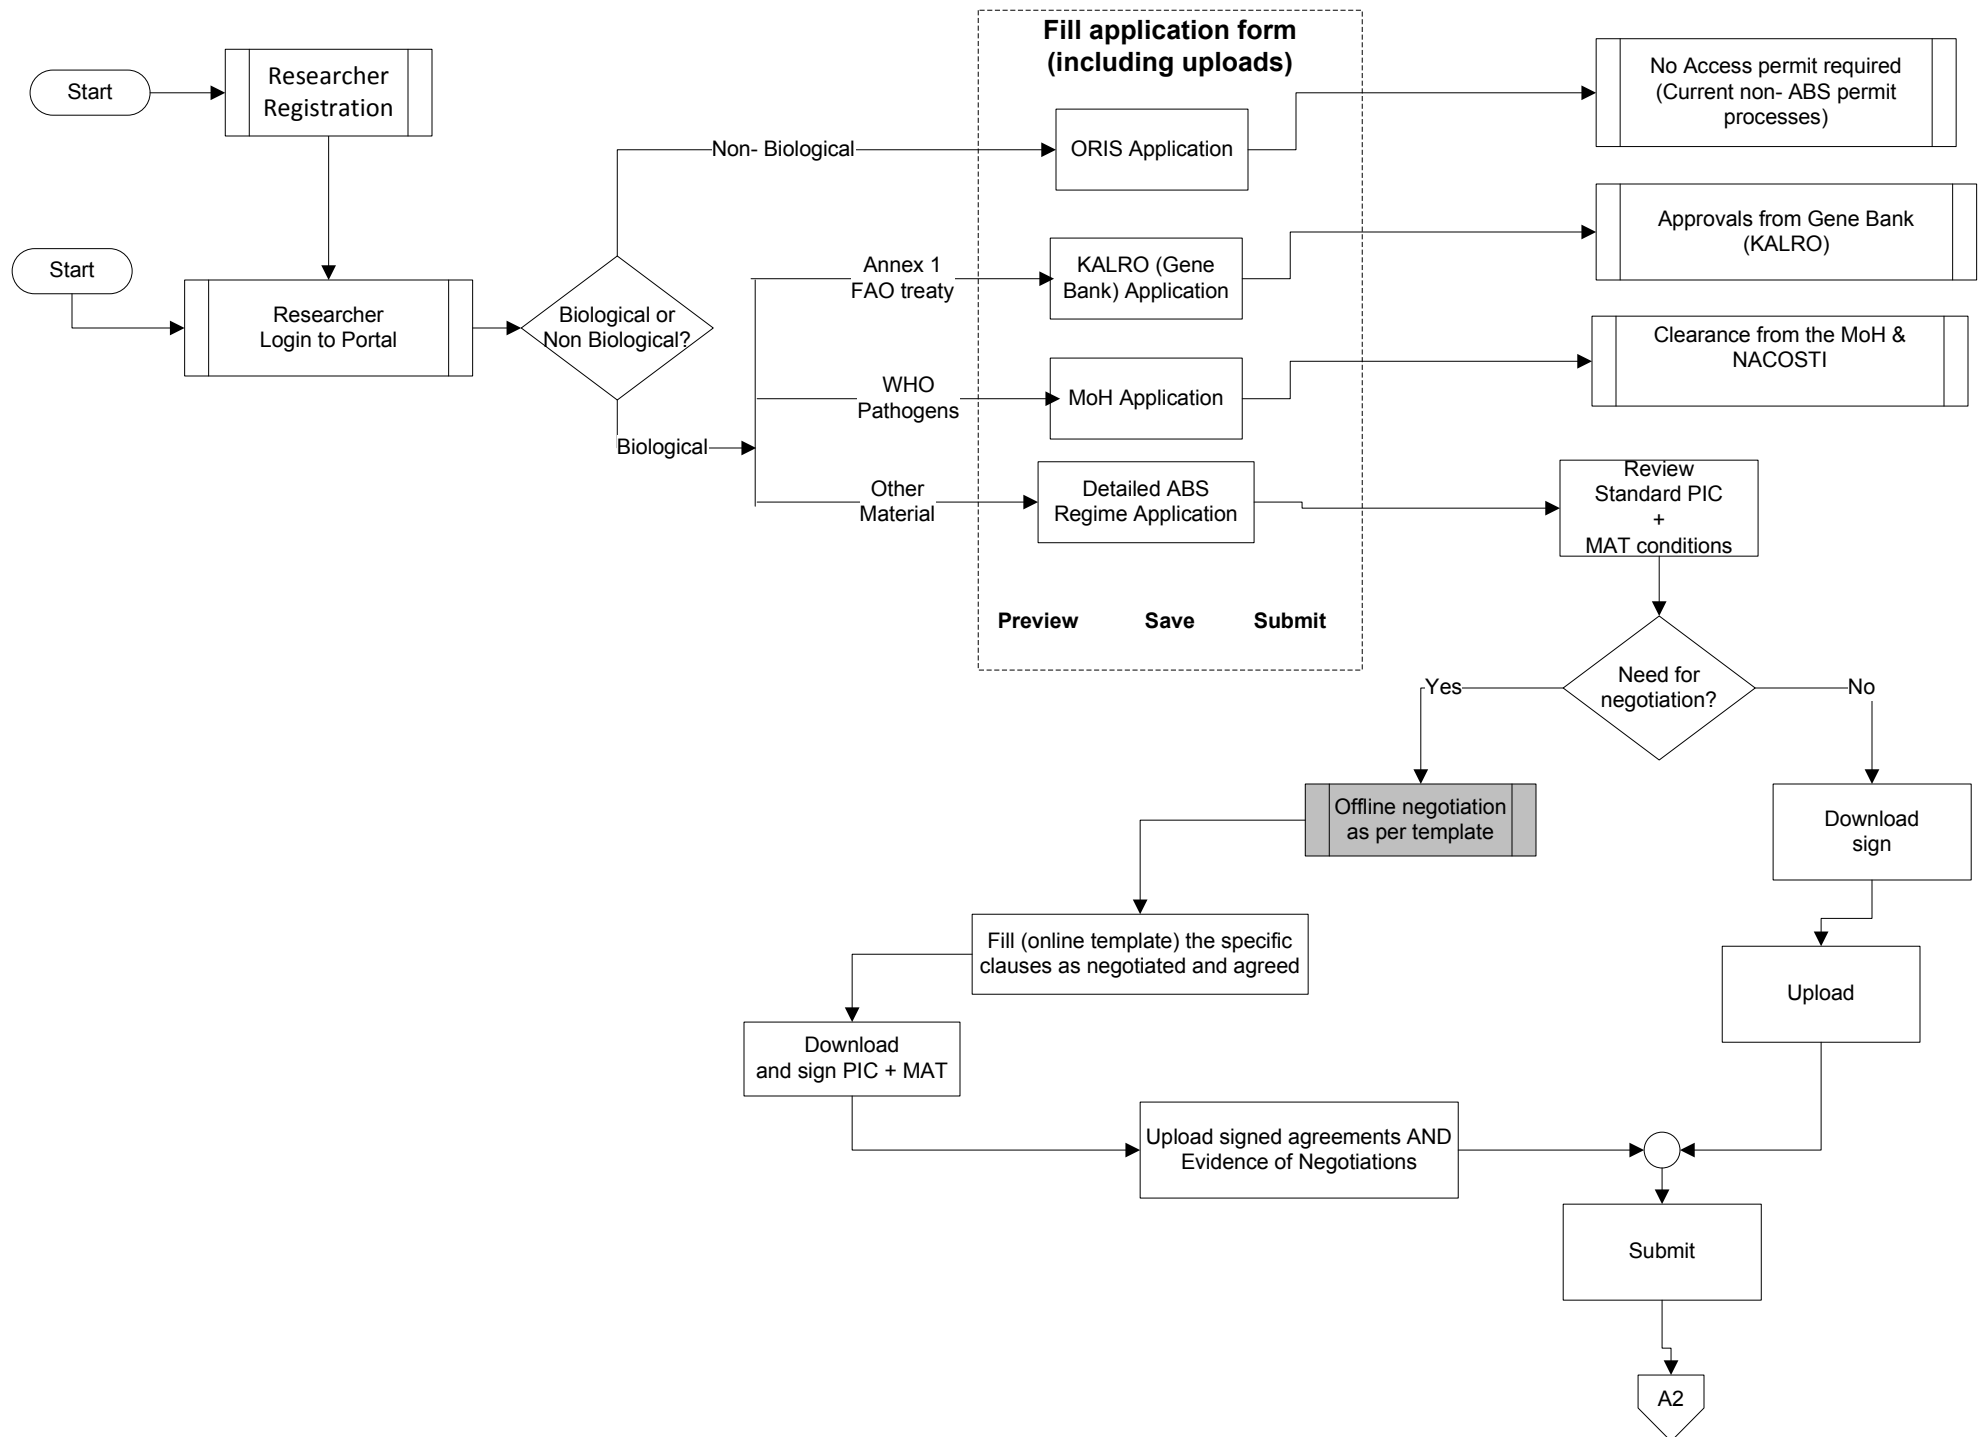 Fill application form
(including uploads)
Start
Researcher
Registration
No Access permit required
(Current non- ABS permit
processes)
Non- Biological
ORIS Application
Approvals from Gene Bank
(KALRO)
Start
Annex 1
FAO treaty
KALRO (Gene
Bank) Application
Researcher
Login to Portal
Biological or
Non Biological?
Clearance from the MoH &
NACOSTI
WHO
Pathogens
MoH Application
Biological
Other
Material
Detailed ABS
Regime Application
Review
Standard PIC
+
MAT conditions
Preview
Save
Submit
Need for
negotiation?
Yes
No
Offline negotiation
as per template
Download
sign
Fill (online template) the specific
clauses as negotiated and agreed
Upload
Download
and sign PIC + MAT
Upload signed agreements AND
Evidence of Negotiations
Submit
A2